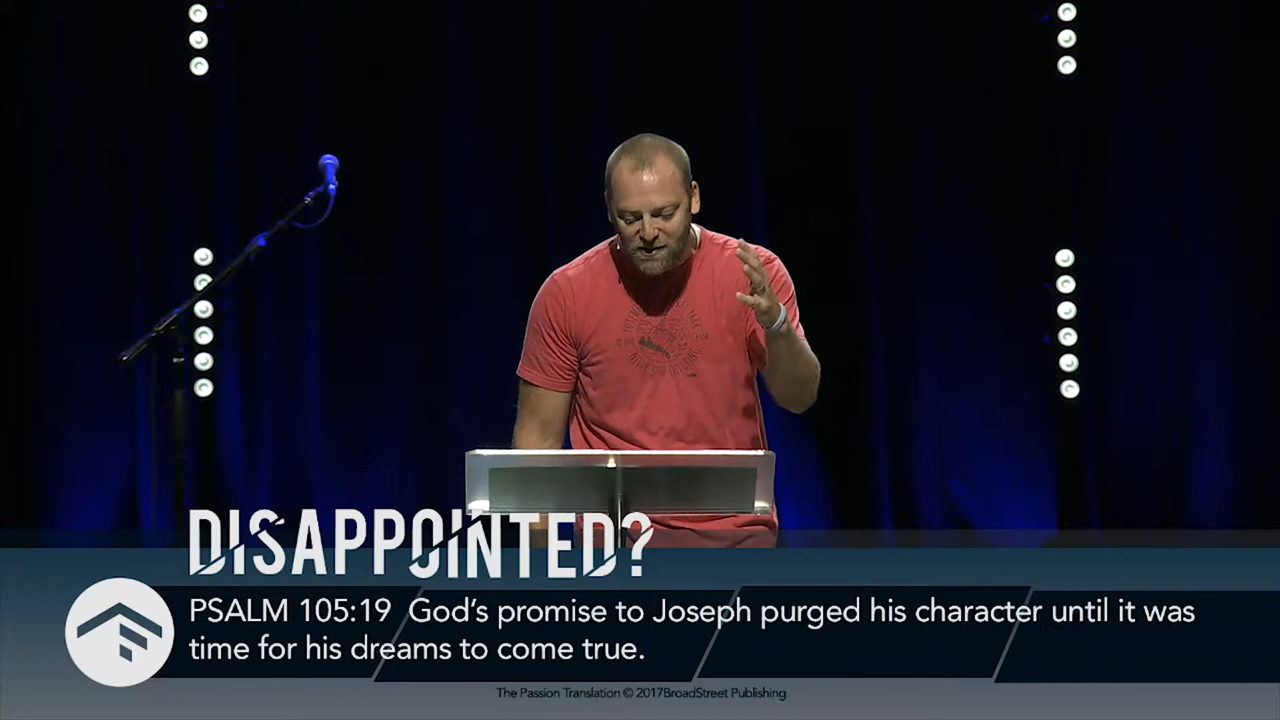 DISAPPOINTED?
PSALM 105:19 God's promise to Joseph purged his character until it was
time for his dreams to come true.
The Passion Translation © 2017BroadStreet Publishing